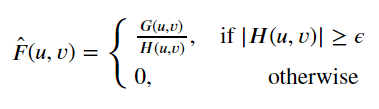 F̂(u, v) = { G(u,v)/H(u,v), if |H(u, v)| ≥ ϵ
0, otherwise